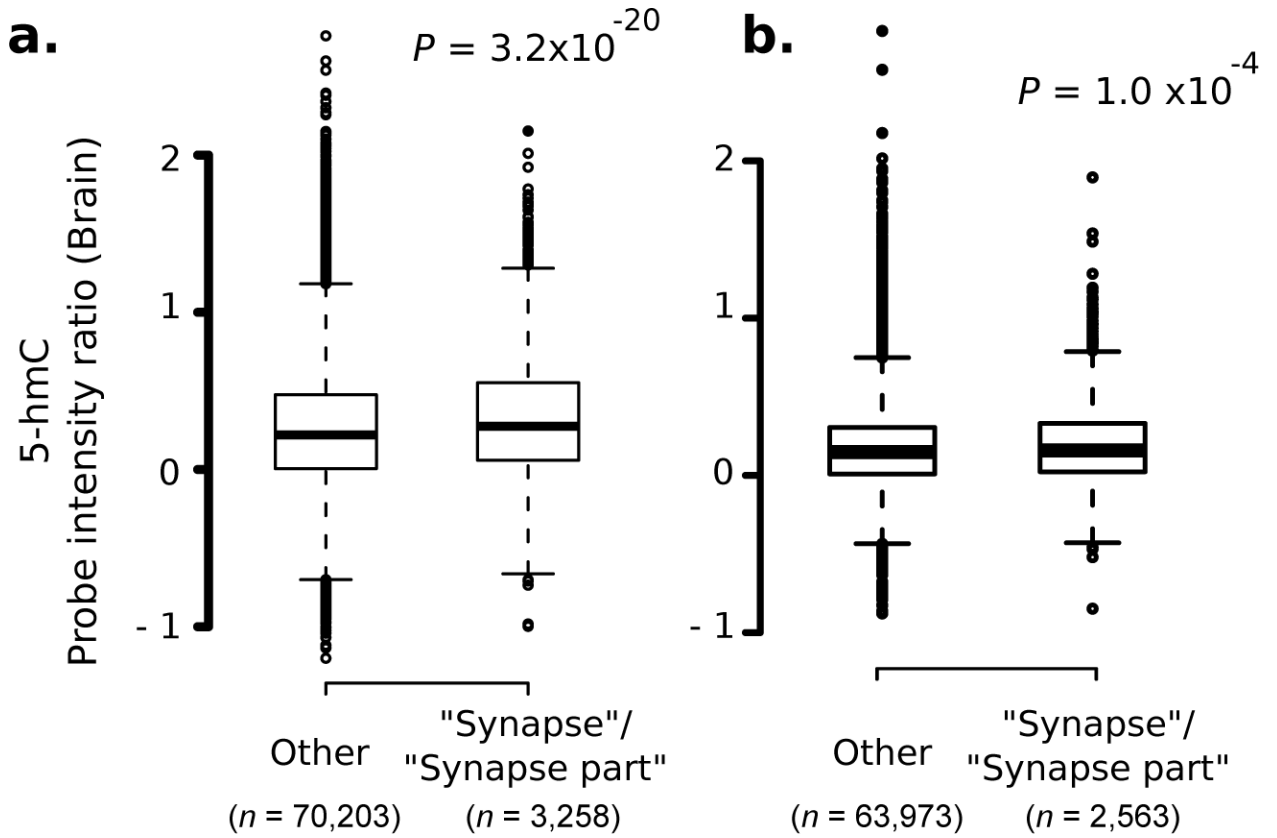 a.
P = 3.2x10^-20
5-hmC
Probe intensity ratio (Brain)
2
1
0
- 1
Other
"Synapse"/
"Synapse part"
(n = 70,203)
(n = 3,258)
b.
P = 1.0 x10^-4
2
1
0
- 1
Other
"Synapse"/
"Synapse part"
(n = 63,973)
(n = 2,563)